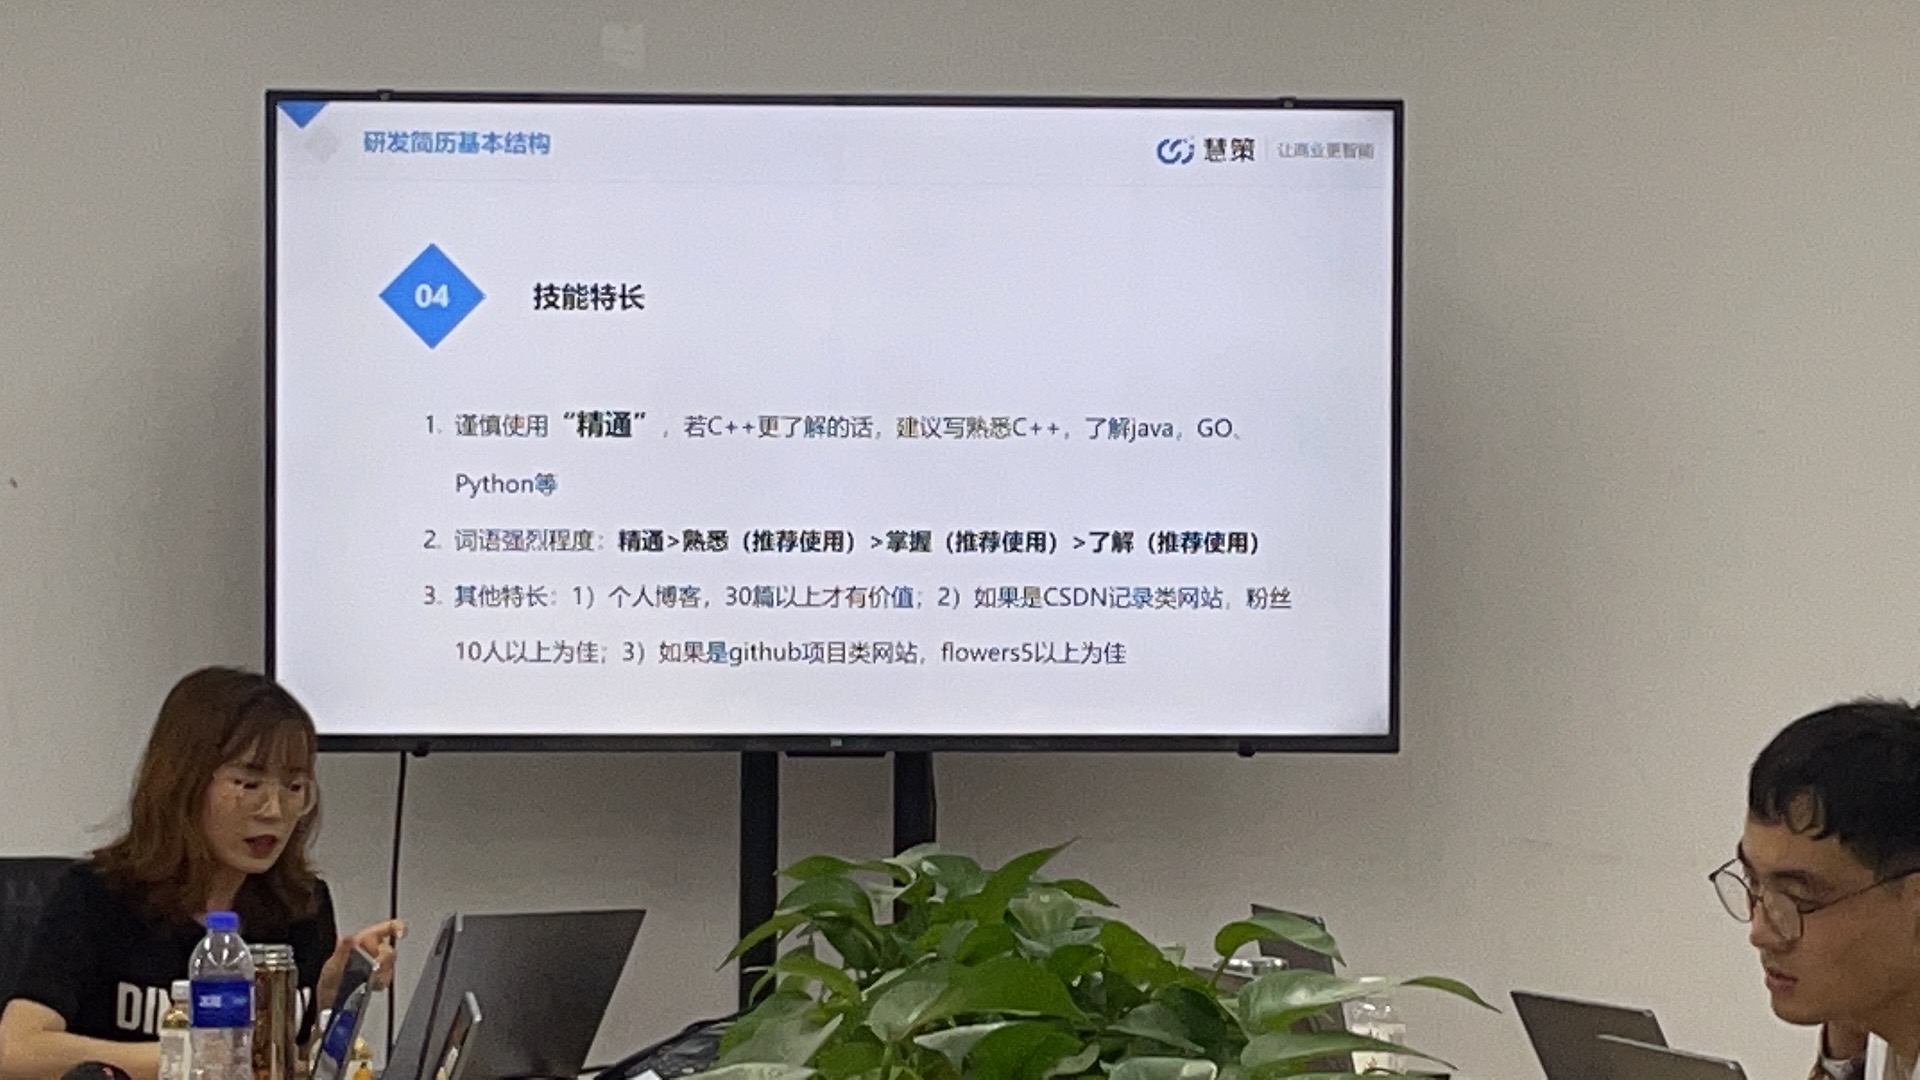 研发简历基本结构
慧策 让商业更智能
04
技能特长
1. 谨慎使用“精通”，若C++更了解的话，建议写熟悉C++，了解java，GO、
Python等
2. 词语强烈程度：精通>熟悉（推荐使用）>掌握（推荐使用）>了解（推荐使用）
3. 其他特长：1）个人博客，30篇以上才有价值；2）如果是CSDN记录类网站，粉丝
10人以上为佳；3）如果是github项目类网站，flowers5以上为佳